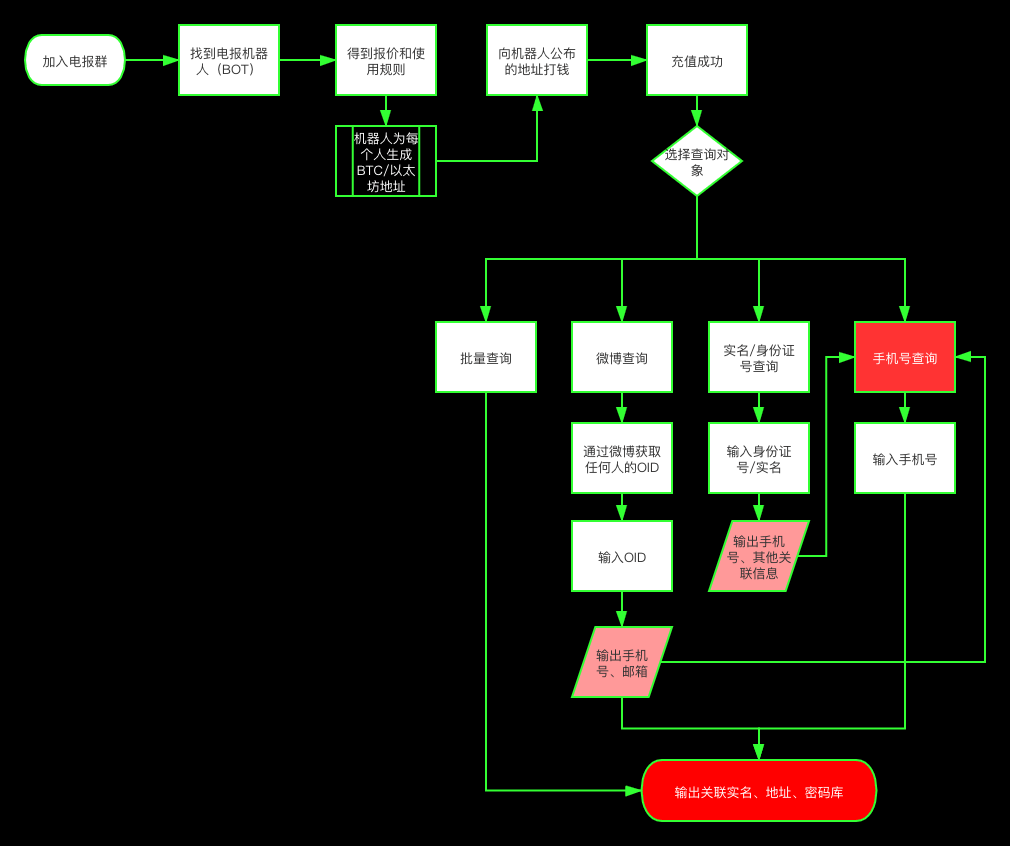 加入电报群
找到电报机器
人（BOT）
得到报价和使
用规则
向机器人公布
的地址打钱
充值成功
机器人为每
个人生成
BTC/以太
坊地址
选择查询对
象
批量查询
微博查询
实名/身份证
号查询
手机号查询
通过微博获取
任何人的OID
输入身份证
号/实名
输入手机号
输入OID
输出手机
号、其他关
联信息
输出手机
号、邮箱
输出关联实名、地址、密码库